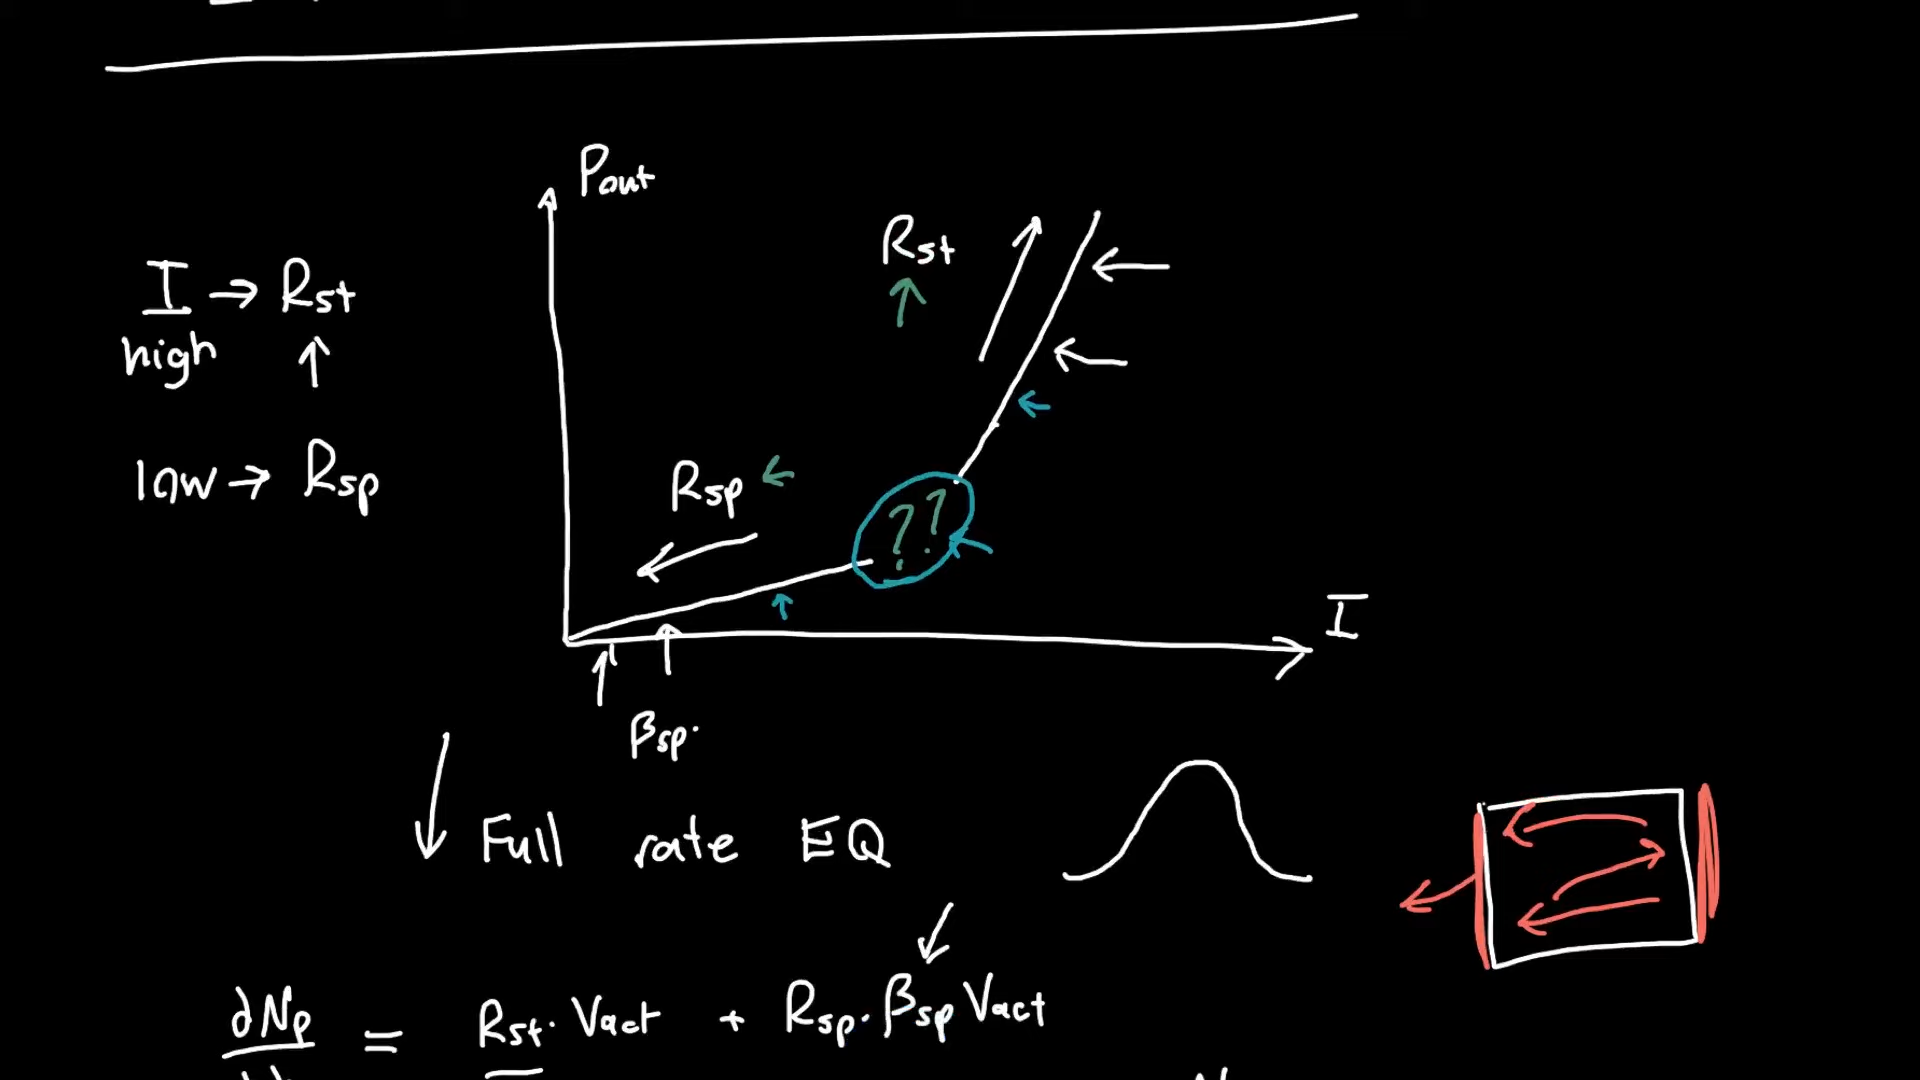 Pout
I → Rst
high ↑
low → Rsp
Rst
↑
Rsp ←
??
I
βsp.
Full rate EQ
∂Np = Rst. Vact + Rsp. βsp Vact